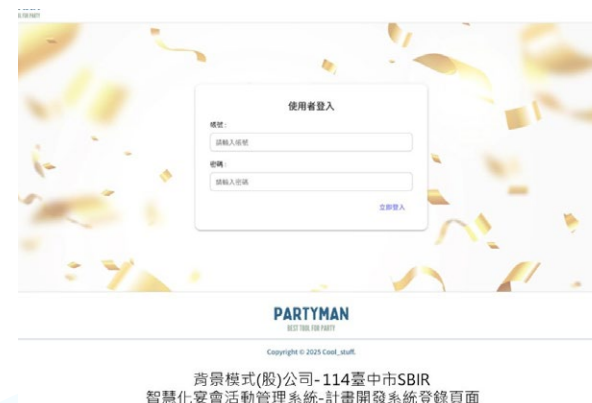 使用者登入
帳號 :
請輸入帳號
密碼 :
請輸入密碼
立即登入
PARTYMAN
BEST TOOL FOR PARTY
Copyright © 2025 Cool_stuff.
背景模式(股)公司-114臺中市SBIR
智慧化宴會活動管理系統-計畫開發系統登錄頁面